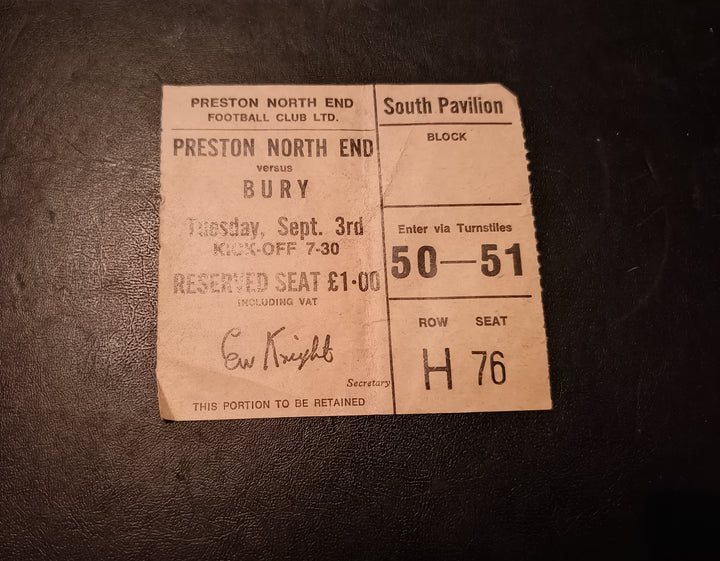 PRESTON NORTH END
FOOTBALL CLUB LTD.
PRESTON NORTH END
versus
BURY
Tuesday, Sept. 3rd
KICK-OFF 7-30
RESERVED SEAT £1·00
INCLUDING VAT
Knight
Secretary
THIS PORTION TO BE RETAINED
South Pavilion
BLOCK
Enter via Turnstiles
50—51
ROW SEAT
H 76